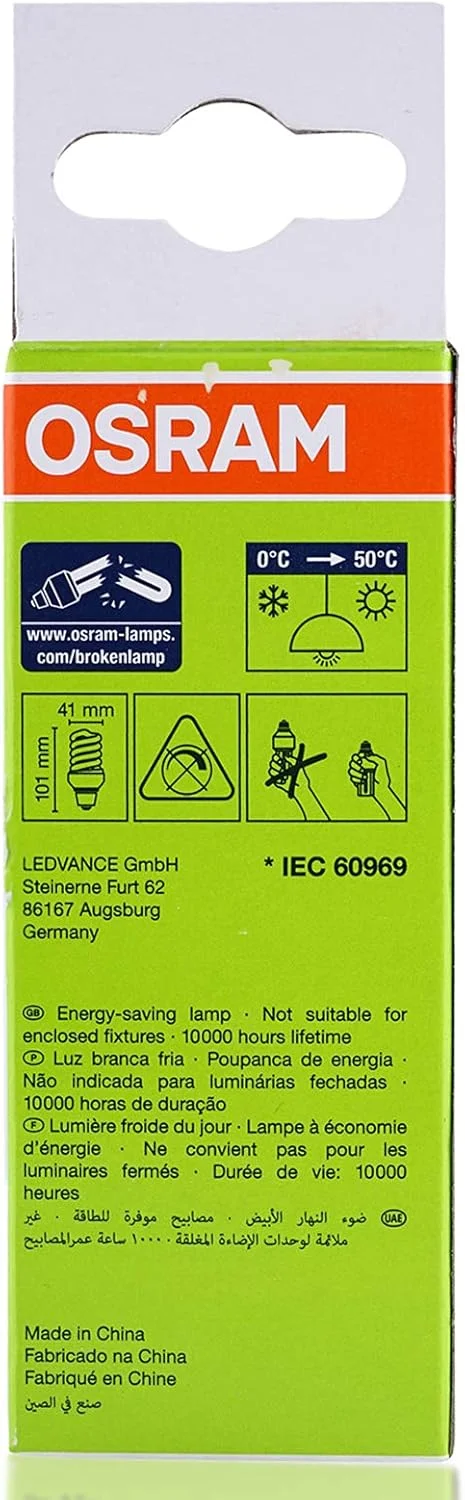 OSRAM
0°C → 50°C
www.osram-lamps.
com/brokenlamp
41 mm
101 mm
LEDVANCE GmbH
Steinerne Furt 62
86167 Augsburg
Germany
* IEC 60969
GB Energy-saving lamp · Not suitable for
enclosed fixtures · 10000 hours lifetime
P Luz branca fria · Poupanca de energia ·
Não indicada para luminárias fechadas ·
10000 horas de duração
F Lumière froide du jour · Lampe à économie
d'énergie · Ne convient pas pour les
luminaires fermés · Durée de vie: 10000
heures
UAE ضوء النهار الأبيض · مصابيح موفرة للطاقة · غير
ملائمة لوحدات الإضاءة المغلقة · ١٠٠٠٠ ساعة عمرالمصابيح
Made in China
Fabricado na China
Fabriqué en Chine
صنع في الصين